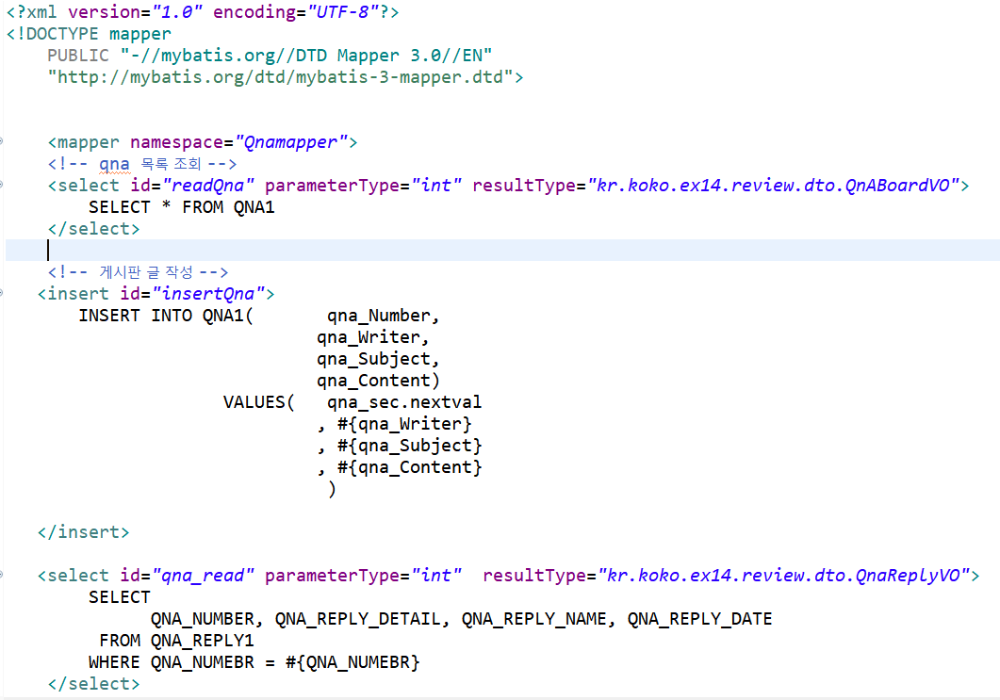 <?xml version="1.0" encoding="UTF-8"?>
<!DOCTYPE mapper
PUBLIC "-//mybatis.org//DTD Mapper 3.0//EN"
"http://mybatis.org/dtd/mybatis-3-mapper.dtd">
<mapper namespace="Qnamapper">
<!-- qna 목록 조회 -->
<select id="readQna" parameterType="int" resultType="kr.koko.ex14.review.dto.QnABoardVO">
SELECT * FROM QNA1
</select>
<!-- 게시판 글 작성 -->
<insert id="insertQna">
INSERT INTO QNA1( qna_Number,
qna_Writer,
qna_Subject,
qna_Content)
VALUES( qna_sec.nextval
, #{qna_Writer}
, #{qna_Subject}
, #{qna_Content}
)
</insert>
<select id="qna_read" parameterType="int" resultType="kr.koko.ex14.review.dto.QnaReplyVO">
SELECT
QNA_NUMBER, QNA_REPLY_DETAIL, QNA_REPLY_NAME, QNA_REPLY_DATE
FROM QNA_REPLY1
WHERE QNA_NUMEBR = #{QNA_NUMEBR}
</select>